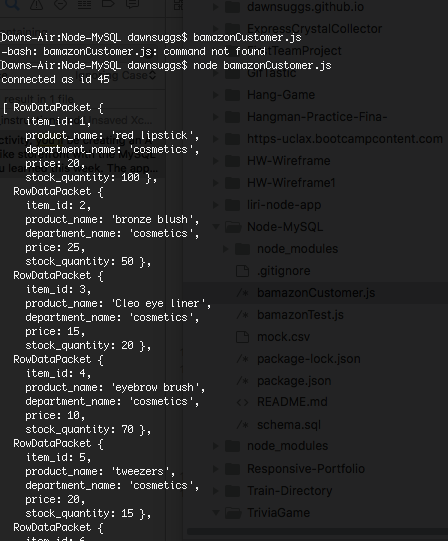 [Dawns-Air:Node-MySQL dawnsuggs$ bamazonCustomer.js
-bash: bamazonCustomer.js: command not found
[Dawns-Air:Node-MySQL dawnsuggs$ node bamazonCustomer.js
connected as id 45
[ RowDataPacket {
item_id: 1,
product_name: 'red lipstick',
department_name: 'cosmetics',
price: 20,
stock_quantity: 100 },
RowDataPacket {
item_id: 2,
product_name: 'bronze blush',
department_name: 'cosmetics',
price: 25,
stock_quantity: 50 },
RowDataPacket {
item_id: 3,
product_name: 'Cleo eye liner',
department_name: 'cosmetics',
price: 15,
stock_quantity: 20 },
RowDataPacket {
item_id: 4,
product_name: 'eyebrow brush',
department_name: 'cosmetics',
price: 10,
stock_quantity: 70 },
RowDataPacket {
item_id: 5,
product_name: 'tweezers',
department_name: 'cosmetics',
price: 20,
stock_quantity: 15 },
RowDataPacket {
item_id: 6,
dawnsuggs.github.io
ExpressCrystalCollector
GifTastic
Hang-Game
Hangman-Practice-Fina-
https-uclax.bootcampcontent.com
HW-Wireframe
HW-Wireframe1
liri-node-app
Node-MySQL
node_modules
.gitignore
bamazonCustomer.js
bamazonTest.js
mock.csv
package-lock.json
package.json
README.md
schema.sql
node_modules
Responsive-Portfolio
Train-Directory
TriviaGame